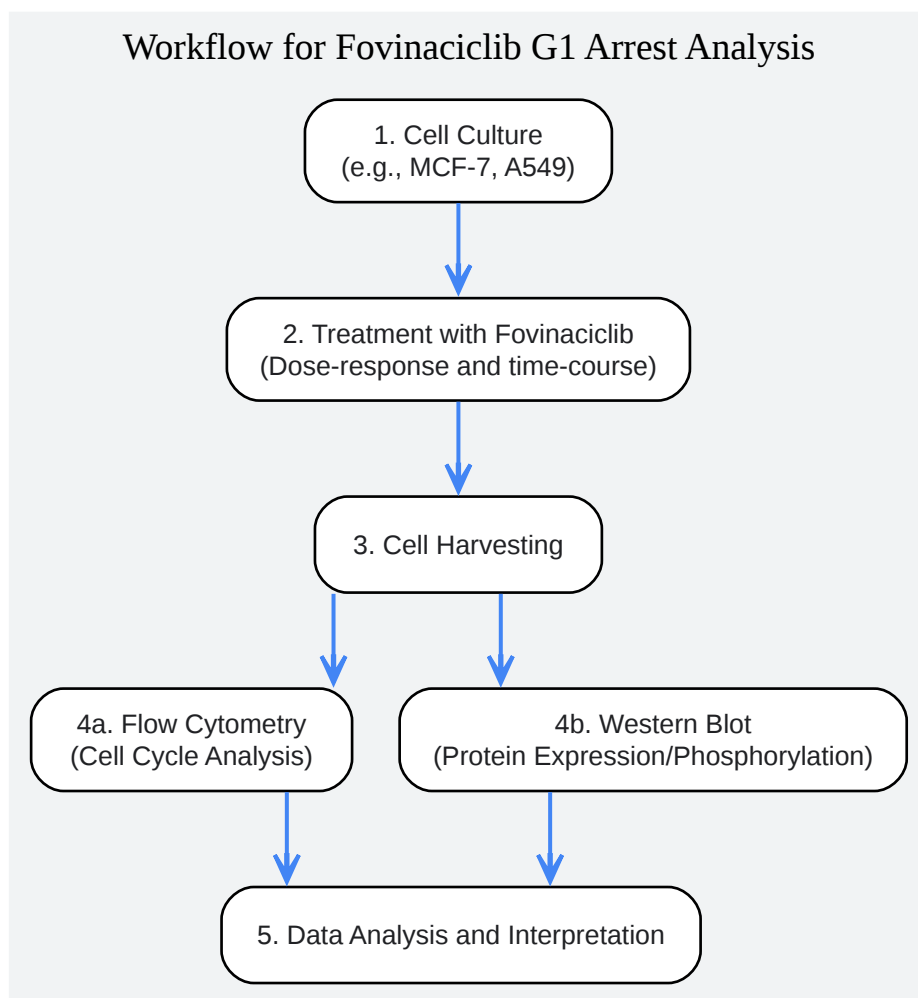 Workflow for Fovinaciclib G1 Arrest Analysis
1. Cell Culture
(e.g., MCF-7, A549)
2. Treatment with Fovinaciclib
(Dose-response and time-course)
3. Cell Harvesting
4a. Flow Cytometry
(Cell Cycle Analysis)
4b. Western Blot
(Protein Expression/Phosphorylation)
5. Data Analysis and Interpretation